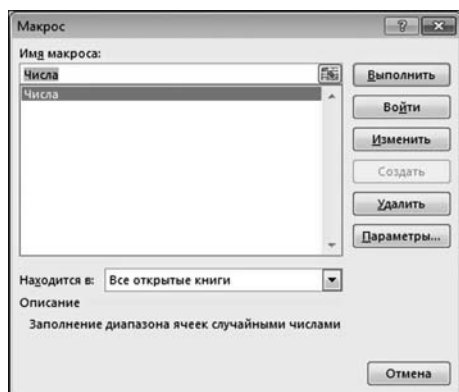 Макрос
Имя макроса:
Числа
Числа
Выполнить
Войти
Изменить
Создать
Удалить
Параметры...
Находится в: Все открытые книги
Описание
Заполнение диапазона ячеек случайными числами
Отмена